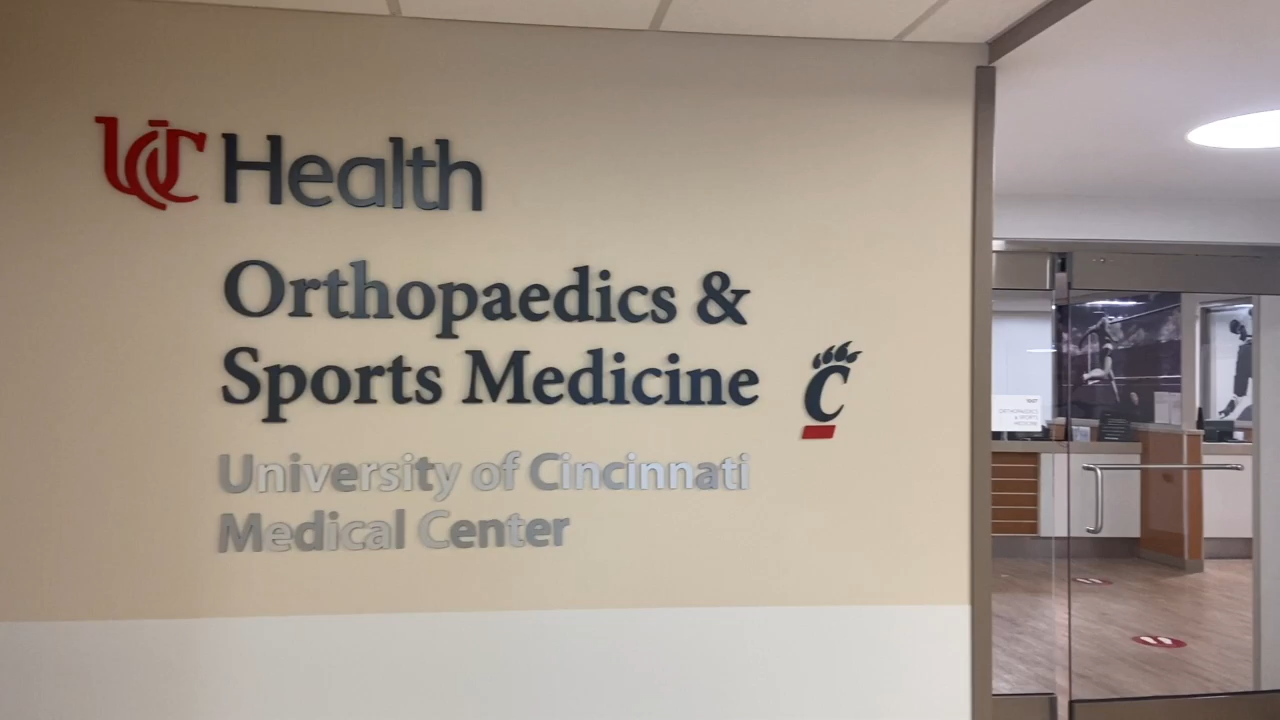 UC Health
Orthopaedics &
Sports Medicine
C
University of Cincinnati
Medical Center